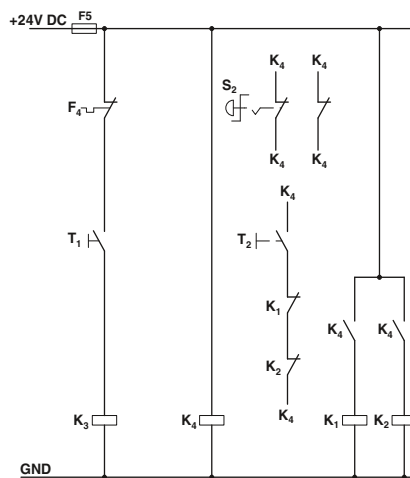 +24V DC F5
K4 K4
S2
F4
K4 K4
K4
T1 T2
K1
K4 K4
K2
K4
K3 K4 K1 K2
GND